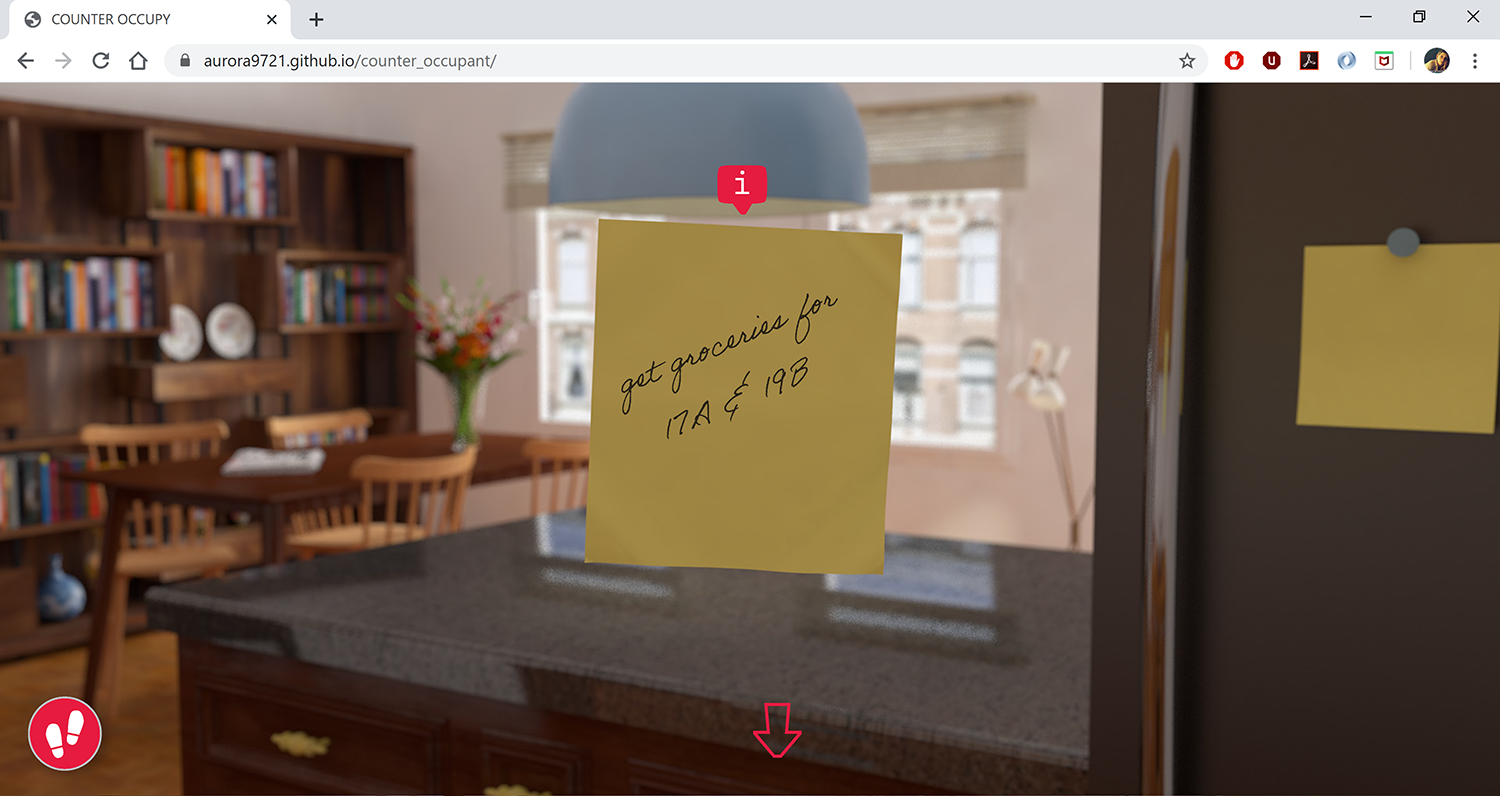 COUNTER OCCUPY
aurora9721.github.io/counter_occupant/
i
get groceries for
17A & 19B